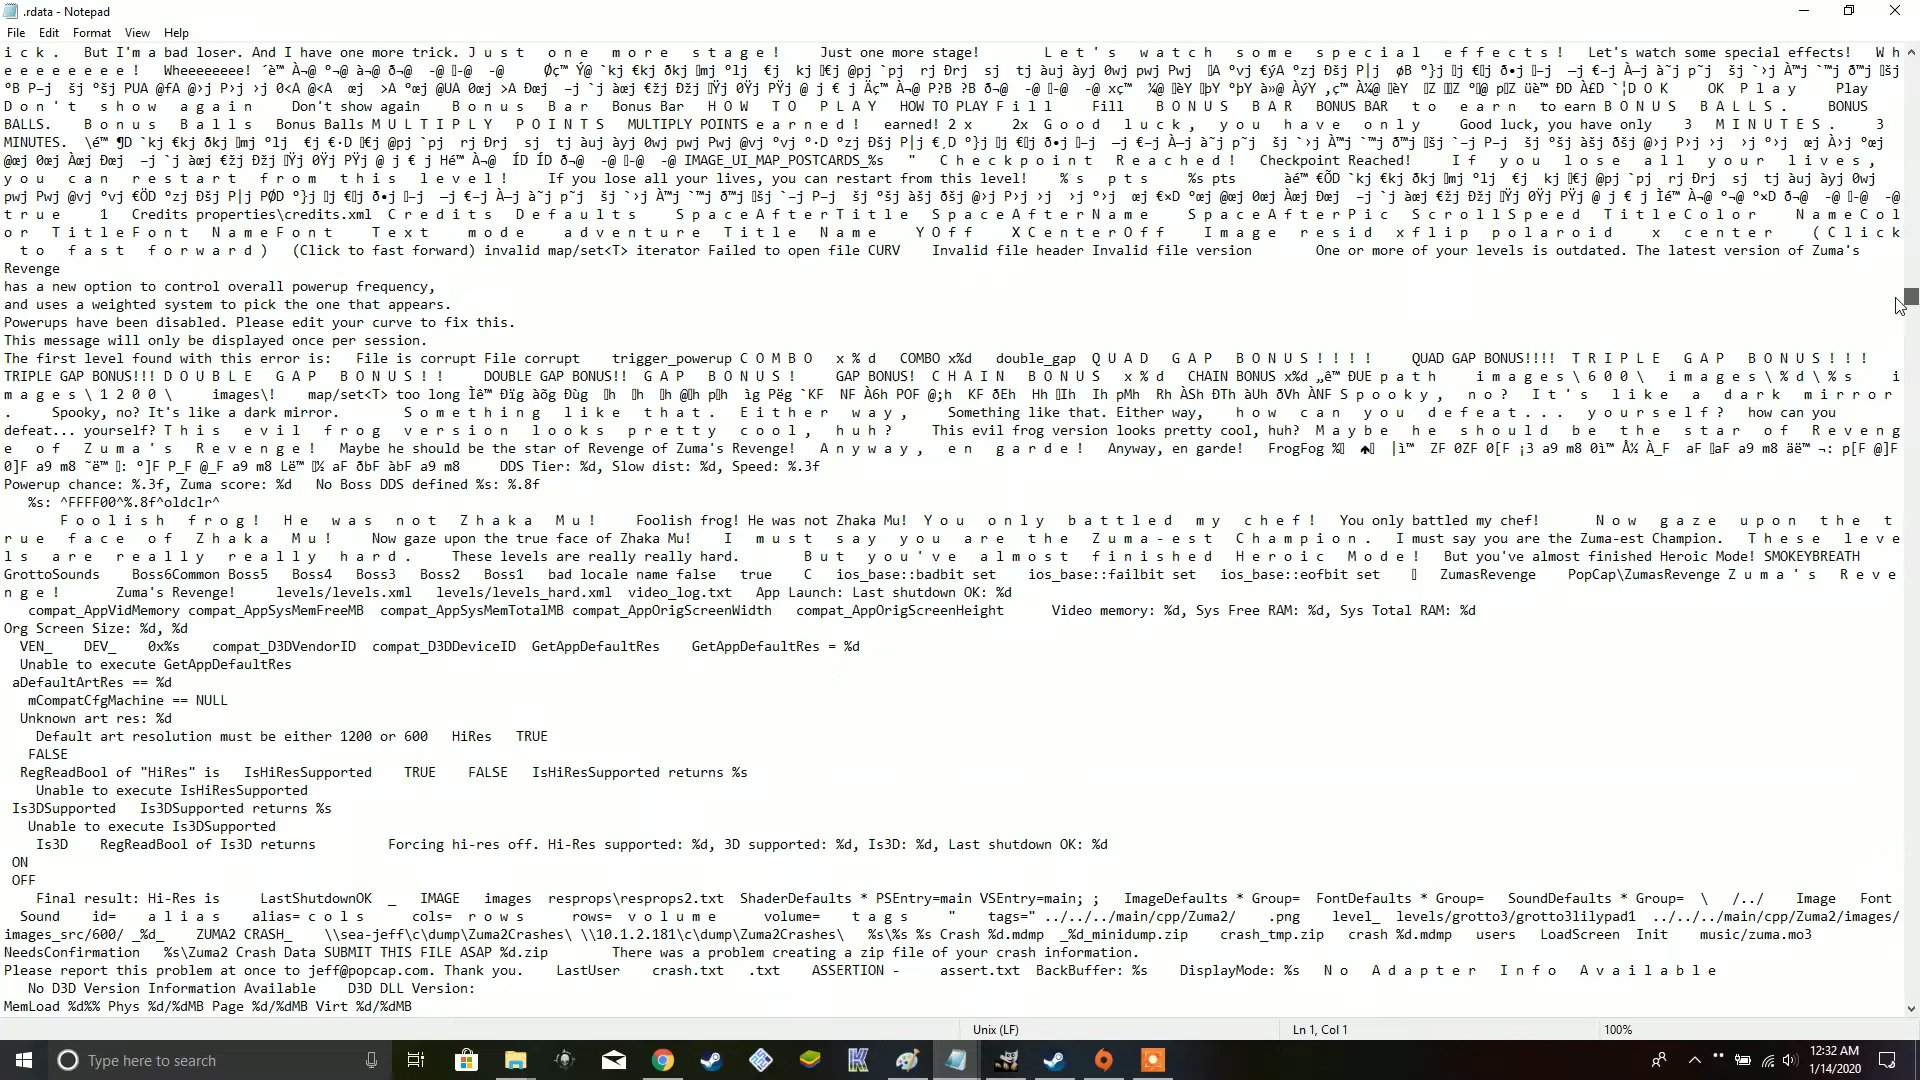 .rdata - Notepad
File Edit Format View Help
i c k . But I'm a bad loser. And I have one more trick. J u s t o n e m o r e s t a g e ! Just one more stage! L e t ' s w a t c h s o m e s p e c i a l e f f e c t s ! Let's watch some special effects! W h
e e e e e e e ! Wheeeeeeee!
D O K OK P l a y Play
D o n ' t s h o w a g a i n Don't show again B o n u s B a r Bonus Bar H O W T O P L A Y HOW TO PLAY F i l l Fill B O N U S B A R BONUS BAR t o e a r n to earn B O N U S B A L L S . BONUS
BALLS. B o n u s B a l l s Bonus Balls M U L T I P L Y P O I N T S MULTIPLY POINTS e a r n e d ! earned! 2 x 2x G o o d l u c k , y o u h a v e o n l y Good luck, you have only 3 M I N U T E S . 3
MINUTES.
IMAGE_UI_MAP_POSTCARDS_%s " C h e c k p o i n t R e a c h e d ! Checkpoint Reached! I f y o u l o s e a l l y o u r l i v e s ,
y o u c a n r e s t a r t f r o m t h i s l e v e l ! If you lose all your lives, you can restart from this level! % s p t s %s pts
t r u e 1 Credits properties\credits.xml C r e d i t s D e f a u l t s S p a c e A f t e r T i t l e S p a c e A f t e r N a m e S p a c e A f t e r P i c S c r o l l S p e e d T i t l e C o l o r N a m e C o l
o r T i t l e F o n t N a m e F o n t T e x t m o d e a d v e n t u r e T i t l e N a m e Y O f f X C e n t e r O f f I m a g e r e s i d x f l i p p o l a r o i d x c e n t e r ( C l i c k
t o f a s t f o r w a r d ) (Click to fast forward) invalid map/set<T> iterator Failed to open file CURV Invalid file header Invalid file version One or more of your levels is outdated. The latest version of Zuma's
Revenge
has a new option to control overall powerup frequency,
and uses a weighted system to pick the one that appears.
Powerups have been disabled. Please edit your curve to fix this.
This message will only be displayed once per session.
The first level found with this error is: File is corrupt File corrupt trigger_powerup C O M B O x % d COMBO x%d double_gap Q U A D G A P B O N U S ! ! ! ! QUAD GAP BONUS!!!! T R I P L E G A P B O N U S ! ! !
TRIPLE GAP BONUS!!! D O U B L E G A P B O N U S ! ! DOUBLE GAP BONUS!! G A P B O N U S ! GAP BONUS! C H A I N B O N U S x % d CHAIN BONUS x%d p a t h i m a g e s \ 6 0 0 \ i m a g e s \ % d \ % s i
m a g e s \ 1 2 0 0 \ images\! map/set<T> too long S p o o k y , n o ? I t ' s l i k e a d a r k m i r r o r
. Spooky, no? It's like a dark mirror. S o m e t h i n g l i k e t h a t . E i t h e r w a y , Something like that. Either way, h o w c a n y o u d e f e a t . . . y o u r s e l f ? how can you
defeat... yourself? T h i s e v i l f r o g v e r s i o n l o o k s p r e t t y c o o l , h u h ? This evil frog version looks pretty cool, huh? M a y b e h e s h o u l d b e t h e s t a r o f R e v e n g
e o f Z u m a ' s R e v e n g e ! Maybe he should be the star of Revenge of Zuma's Revenge! A n y w a y , e n g a r d e ! Anyway, en garde! FrogFog
DDS Tier: %d, Slow dist: %d, Speed: %.3f
Powerup chance: %.3f, Zuma score: %d No Boss DDS defined %s: %.8f
%s: ^FFFF00^%.8f^oldclr^
F o o l i s h f r o g ! H e w a s n o t Z h a k a M u ! Foolish frog! He was not Zhaka Mu! Y o u o n l y b a t t l e d m y c h e f ! You only battled my chef! N o w g a z e u p o n t h e t
r u e f a c e o f Z h a k a M u ! Now gaze upon the true face of Zhaka Mu! I m u s t s a y y o u a r e t h e Z u m a - e s t C h a m p i o n . I must say you are the Zuma-est Champion. T h e s e l e v e
l s a r e r e a l l y r e a l l y h a r d . These levels are really really hard. B u t y o u ' v e a l m o s t f i n i s h e d H e r o i c M o d e ! But you've almost finished Heroic Mode! SMOKEYBREATH
GrottoSounds Boss6Common Boss5 Boss4 Boss3 Boss2 Boss1 bad locale name false true C ios_base::badbit set ios_base::failbit set ios_base::eofbit set ZumasRevenge PopCap\ZumasRevenge Z u m a ' s R e v e
n g e ! Zuma's Revenge! levels/levels.xml levels/levels_hard.xml video_log.txt App Launch: Last shutdown OK: %d
compat_AppVidMemory compat_AppSysMemFreeMB compat_AppSysMemTotalMB compat_AppOrigScreenWidth compat_AppOrigScreenHeight Video memory: %d, Sys Free RAM: %d, Sys Total RAM: %d
Org Screen Size: %d, %d
VEN_ DEV_ 0x%s compat_D3DVendorID compat_D3DDeviceID GetAppDefaultRes GetAppDefaultRes = %d
Unable to execute GetAppDefaultRes
aDefaultArtRes == %d
mCompatCfgMachine == NULL
Unknown art res: %d
Default art resolution must be either 1200 or 600 HiRes TRUE
FALSE
RegReadBool of "HiRes" is IsHiResSupported TRUE FALSE IsHiResSupported returns %s
Unable to execute IsHiResSupported
Is3DSupported Is3DSupported returns %s
Unable to execute Is3DSupported
Is3D RegReadBool of Is3D returns Forcing hi-res off. Hi-Res supported: %d, 3D supported: %d, Is3D: %d, Last shutdown OK: %d
ON
OFF
Final result: Hi-Res is LastShutdownOK _ IMAGE images resprops\resprops2.txt ShaderDefaults * PSEntry=main VSEntry=main; ; ImageDefaults * Group= FontDefaults * Group= SoundDefaults * Group= \ /../ Image Font
Sound id= a l i a s alias= c o l s cols= r o w s rows= v o l u m e volume= t a g s " tags=" ../../../main/cpp/Zuma2/ .png level_ levels/grotto3/grotto3lilypad1 ../../../main/cpp/Zuma2/images/
images_src/600/ _%d_ ZUMA2 CRASH_ \\sea-jeff\c\dump\Zuma2Crashes\ \\10.1.2.181\c\dump\Zuma2Crashes\ %s\%s %s Crash %d.mdmp _%d_minidump.zip crash_tmp.zip crash %d.mdmp users LoadScreen Init music/zuma.mo3
NeedsConfirmation %s\Zuma2 Crash Data SUBMIT THIS FILE ASAP %d.zip There was a problem creating a zip file of your crash information.
Please report this problem at once to jeff@popcap.com. Thank you. LastUser crash.txt .txt ASSERTION - assert.txt BackBuffer: %s DisplayMode: %s N o A d a p t e r I n f o A v a i l a b l e
No D3D Version Information Available D3D DLL Version:
MemLoad %d%% Phys %d/%dMB Page %d/%dMB Virt %d/%dMB
Unix (LF) Ln 1, Col 1 100%
Type here to search
12:32 AM
1/14/2020